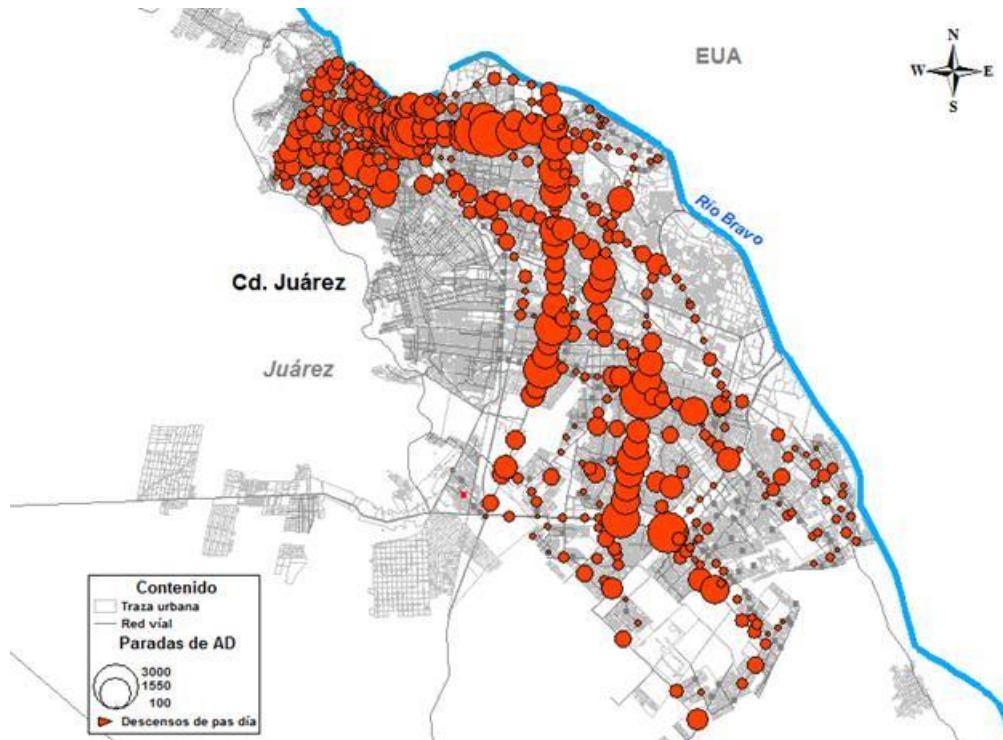 EUA
N
W E
S
Río Bravo
Cd. Juárez
Juárez
Contenido
Traza urbana
Red víal
Paradas de AD
3000
1550
100
Descensos de pas día